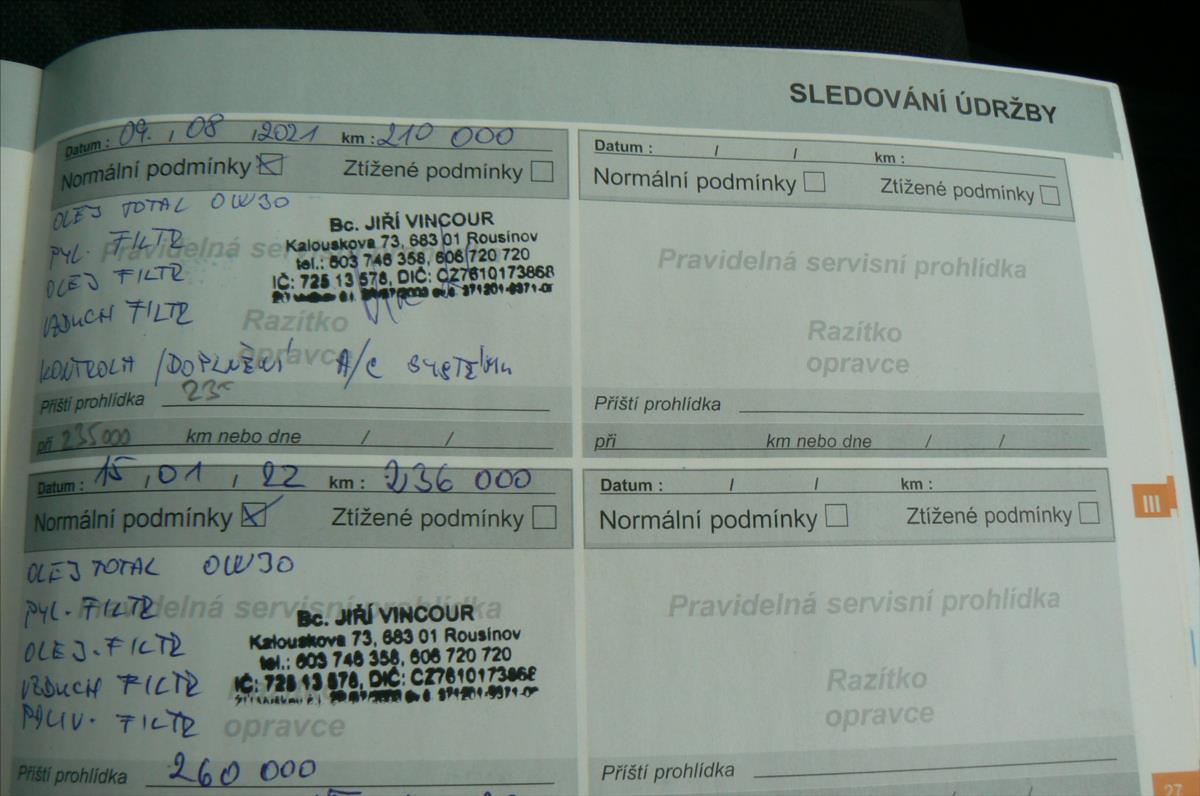 SLEDOVÁNÍ ÚDRŽBY
Datum : 09. , 08 , 2021 km : 210 000
Normální podmínky Ztížené podmínky
OLEJ TOTAL 0W30
PYL. FILTR
OLEJ FILTR
VZDUCH FILTR
KONTROLA / DOPLNĚNÍ A/C SYSTÉMU
Pravidelná servisní prohlídka
Bc. JIŘÍ VINCOUR
Kalouskova 73, 683 01 Rousínov
tel.: 603 746 358, 606 720 720
IČ: 725 13 578, DIČ: CZ7610173868
Razítko
opravce
Příští prohlídka 235
při 235000 km nebo dne / /
Datum : 15 , 01 , 22 km : 236 000
Normální podmínky Ztížené podmínky
OLEJ TOTAL 0W30
PYL. FILTR
OLEJ. FILTR
VZDUCH FILTR
PALIV. FILTR
Pravidelná servisní prohlídka
Bc. JIŘÍ VINCOUR
Kalouskova 73, 683 01 Rousínov
tel.: 603 746 358, 606 720 720
IČ: 725 13 578, DIČ: CZ7610173868
opravce
Příští prohlídka 260 000
Datum : / / km :
Normální podmínky Ztížené podmínky
Pravidelná servisní prohlídka
Razítko
opravce
Příští prohlídka
při km nebo dne / /
Datum : / / km :
Normální podmínky Ztížené podmínky
Pravidelná servisní prohlídka
Razítko
opravce
Příští prohlídka
III
27